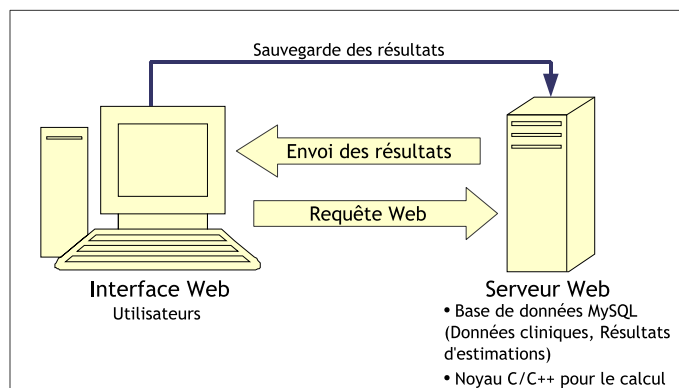 Sauvegarde des résultats
Envoi des résultats
Requête Web
Interface Web
Utilisateurs
Serveur Web
• Base de données MySQL
(Données cliniques, Résultats
d'estimations)
• Noyau C/C++ pour le calcul